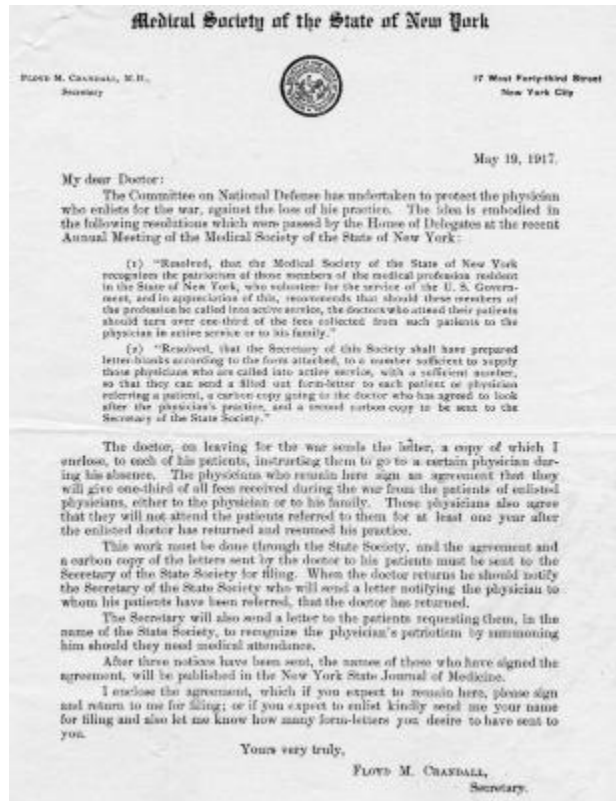 Medical Society of the State of New York
FLOYD M. CRANDALL, M.D.,
Secretary
17 West Forty-third Street
New York City
May 19, 1917.
My dear Doctor:
The Committee on National Defense has undertaken to protect the physician
who enlists for the war, against the loss of his practice. The idea is embodied in
the following resolutions which were passed by the House of Delegates at the recent
Annual Meeting of the Medical Society of the State of New York:
(1) "Resolved, that the Medical Society of the State of New York
recognizes the patriotism of those members of the medical profession resident
in the State of New York, who volunteer for the service of the U. S. Govern-
ment, and in appreciation of this, recommends that should these members of
the profession be called into active service, the doctors who attend their patients
should turn over one-third of the fees collected from such patients to the
physician in active service or to his family."
(2) "Resolved, that the Secretary of this Society shall have prepared
letter-blanks according to the form attached, to a number sufficient to supply
those physicians who are called into active service, with a sufficient number,
so that they can send a filled out form-letter to each patient or physician
referring a patient, a carbon copy going to the doctor who has agreed to look
after the physician's practice, and a second carbon copy to be sent to the
Secretary of the State Society."
The doctor, on leaving for the war sends the letter, a copy of which I
enclose, to each of his patients, instructing them to go to a certain physician dur-
ing his absence. The physicians who remain here sign an agreement that they
will give one-third of all fees received during the war from the patients of enlisted
physicians, either to the physician or to his family. These physicians also agree
that they will not attend the patients referred to them for at least one year after
the enlisted doctor has returned and resumed his practice.
This work must be done through the State Society, and the agreement and
a carbon copy of the letters sent by the doctor to his patients must be sent to the
Secretary of the State Society for filing. When the doctor returns he should notify
the Secretary of the State Society who will send a letter notifying the physician to
whom his patients have been referred, that the doctor has returned.
The Secretary will also send a letter to the patients requesting them, in the
name of the State Society, to recognize the physician's patriotism by summoning
him should they need medical attendance.
After three notices have been sent, the names of those who have signed the
agreement, will be published in the New York State Journal of Medicine.
I enclose the agreement, which if you expect to remain here, please sign
and return to me for filing; or if you expect to enlist kindly send me your name
for filing and also let me know how many form-letters you desire to have sent to
you.
Yours very truly,
FLOYD M. CRANDALL,
Secretary.